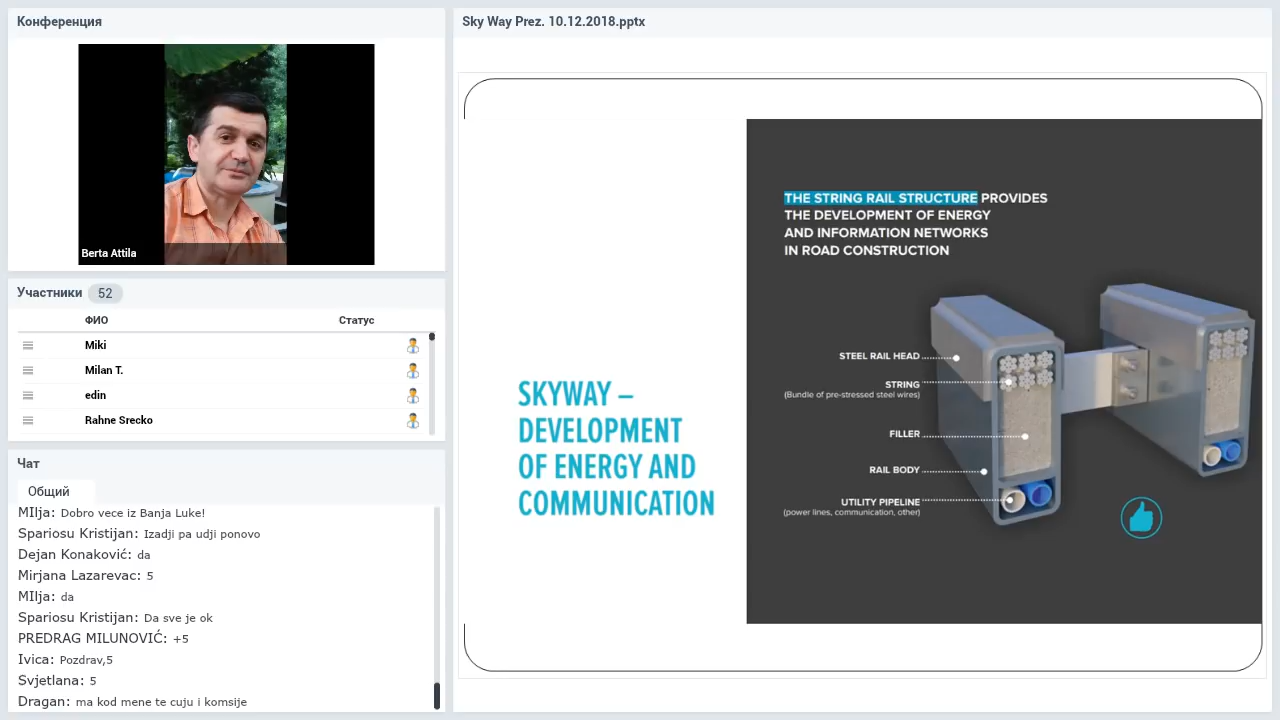 Конференция
Berta Attila
Участники 52
ФИО Статус
Miki
Milan T.
edin
Rahne Srecko
Чат
Общий
MIlja: Dobro vece iz Banja Luke!
Spariosu Kristijan: Izadji pa udji ponovo
Dejan Konaković: da
Mirjana Lazarevac: 5
MIlja: da
Spariosu Kristijan: Da sve je ok
PREDRAG MILUNOVIĆ: +5
Ivica: Pozdrav,5
Svjetlana: 5
Dragan: ma kod mene te cuju i komsije
Sky Way Prez. 10.12.2018.pptx
SKYWAY –
DEVELOPMENT
OF ENERGY AND
COMMUNICATION
THE STRING RAIL STRUCTURE PROVIDES
THE DEVELOPMENT OF ENERGY
AND INFORMATION NETWORKS
IN ROAD CONSTRUCTION
STEEL RAIL HEAD
STRING
(Bundle of pre-stressed steel wires)
FILLER
RAIL BODY
UTILITY PIPELINE
(power lines, communication, other)